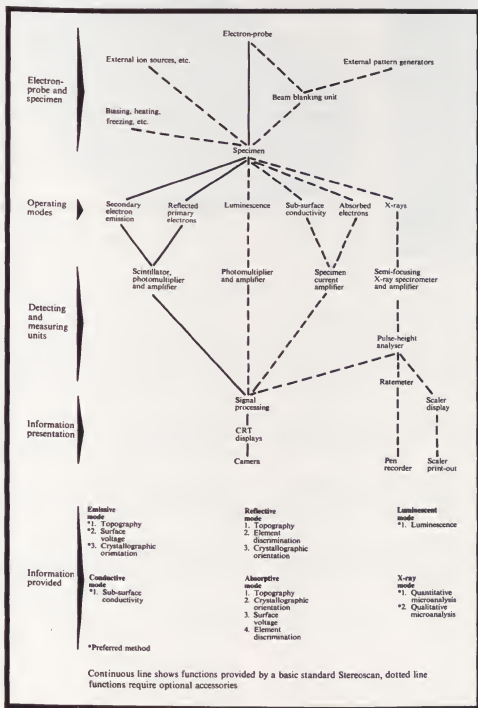 Electron-probe
External ion sources, etc.
External pattern generators
Electron-
probe and
specimen
Beam blanking unit
Biasing, heating,
freezing, etc.
Specimen
Operating
modes
Secondary
electron
emission
Reflected
primary
electrons
Luminescence
Sub-surface
conductivity
Absorbed
electrons
X-rays
Scintillator,
photomultiplier
and amplifier
Photomultiplier
and amplifier
Specimen
current
amplifier
Semi-focusing
X-ray spectrometer
and amplifier
Detecting
and
measuring
units
Pulse-height
analyser
Ratemeter
Information
presentation
Signal
processing
Scaler
display
CRT
displays
Camera
Pen
recorder
Scaler
print-out
Information
provided
Emissive
mode
*1. Topography
*2. Surface
voltage
*3. Crystallographic
orientation
Reflective
mode
1. Topography
2. Element
discrimination
3. Crystallographic
orientation
Luminescent
mode
*1. Luminescence
Conductive
mode
*1. Sub-surface
conductivity
Absorptive
mode
1. Topography
2. Crystallographic
orientation
3. Surface
voltage
4. Element
discrimination
X-ray
mode
*1. Quantitative
microanalysis
*2. Qualitative
microanalysis
*Preferred method
Continuous line shows functions provided by a basic standard Stereoscan, dotted line
functions require optional accessories